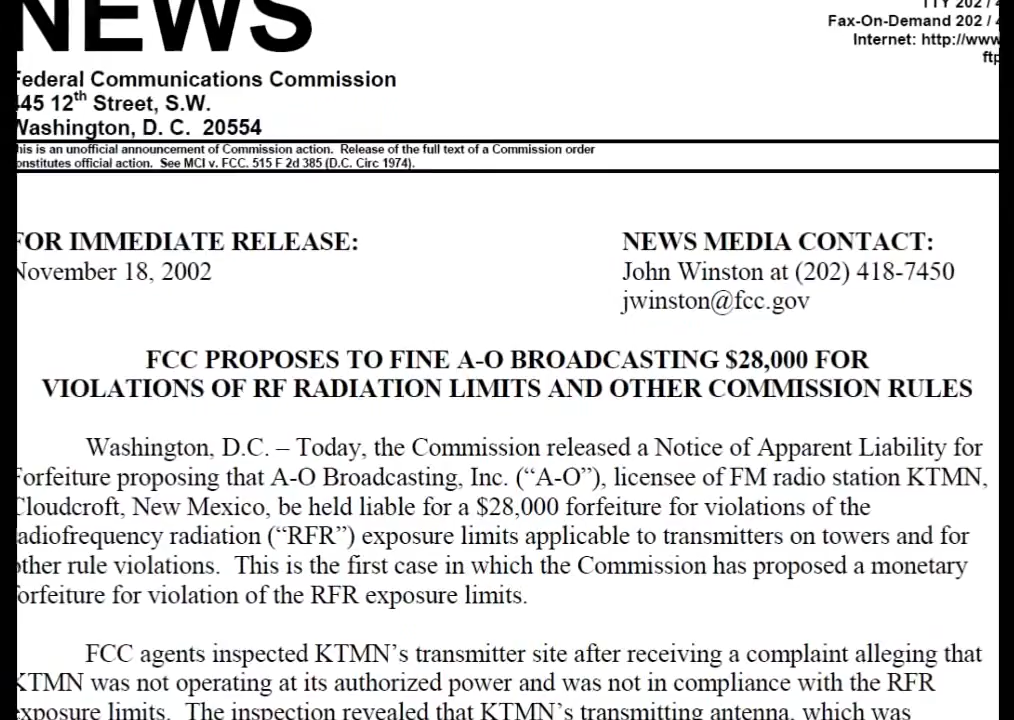 NEWS
TTY 202 / 4
Fax-On-Demand 202 / 4
Internet: http://www
ftp
Federal Communications Commission
445 12th Street, S.W.
Washington, D. C. 20554
This is an unofficial announcement of Commission action. Release of the full text of a Commission order
constitutes official action. See MCI v. FCC. 515 F 2d 385 (D.C. Circ 1974).
FOR IMMEDIATE RELEASE:
November 18, 2002
NEWS MEDIA CONTACT:
John Winston at (202) 418-7450
jwinston@fcc.gov
FCC PROPOSES TO FINE A-O BROADCASTING $28,000 FOR
VIOLATIONS OF RF RADIATION LIMITS AND OTHER COMMISSION RULES
Washington, D.C. – Today, the Commission released a Notice of Apparent Liability for
Forfeiture proposing that A-O Broadcasting, Inc. (“A-O”), licensee of FM radio station KTMN,
Cloudcroft, New Mexico, be held liable for a $28,000 forfeiture for violations of the
radiofrequency radiation (“RFR”) exposure limits applicable to transmitters on towers and for
other rule violations. This is the first case in which the Commission has proposed a monetary
forfeiture for violation of the RFR exposure limits.
FCC agents inspected KTMN’s transmitter site after receiving a complaint alleging that
KTMN was not operating at its authorized power and was not in compliance with the RFR
exposure limits. The inspection revealed that KTMN’s transmitting antenna, which was